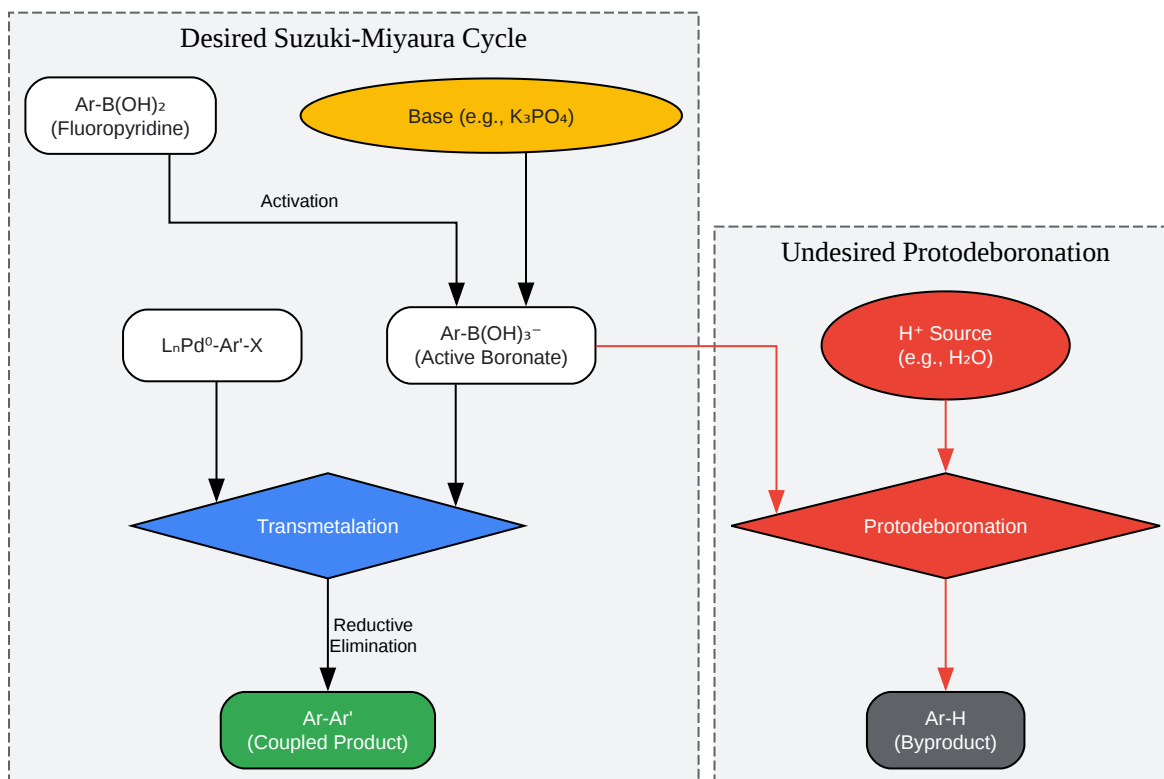 Desired Suzuki-Miyaura Cycle
Ar-B(OH)₂
(Fluoropyridine)
Base (e.g., K₃PO₄)
Activation
LₙPd⁰-Ar'-X
Ar-B(OH)₃⁻
(Active Boronate)
Transmetalation
Reductive
Elimination
Ar-Ar'
(Coupled Product)
Undesired Protodeboronation
H⁺ Source
(e.g., H₂O)
Protodeboronation
Ar-H
(Byproduct)